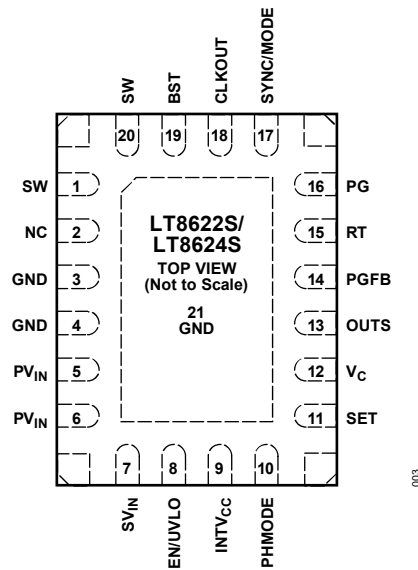 SW
BST
CLKOUT
SYNC/MODE
20
19
18
17
SW 1
NC 2
GND 3
GND 4
PVIN 5
PVIN 6
LT8622S/
LT8624S
TOP VIEW
(Not to Scale)
21
GND
16 PG
15 RT
14 PGFB
13 OUTS
12 VC
11 SET
7
8
9
10
SVIN
EN/UVLO
INTVCC
PHMODE
003